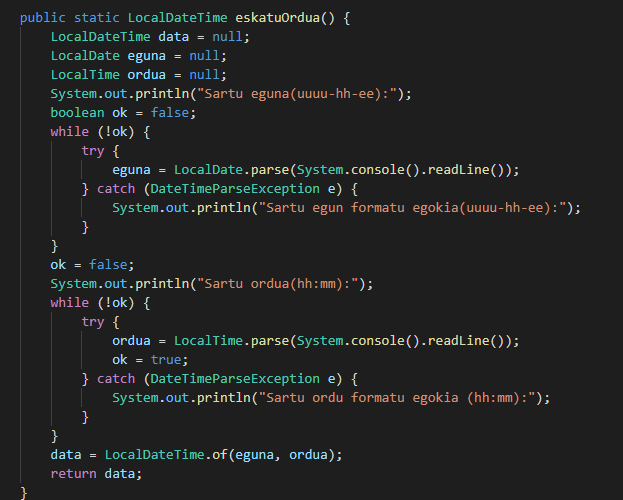 public static LocalDateTime eskatuOrdua() {
    LocalDateTime data = null;
    LocalDate eguna = null;
    LocalTime ordua = null;
    System.out.println("Sartu eguna(uuuu-hh-ee):");
    boolean ok = false;
    while (!ok) {
        try {
            eguna = LocalDate.parse(System.console().readLine());
        } catch (DateTimeParseException e) {
            System.out.println("Sartu egun formatu egokia(uuuu-hh-ee):");
        }
    }
    ok = false;
    System.out.println("Sartu ordua(hh:mm):");
    while (!ok) {
        try {
            ordua = LocalTime.parse(System.console().readLine());
            ok = true;
        } catch (DateTimeParseException e) {
            System.out.println("Sartu ordu formatu egokia (hh:mm):");
        }
    }
    data = LocalDateTime.of(eguna, ordua);
    return data;
}